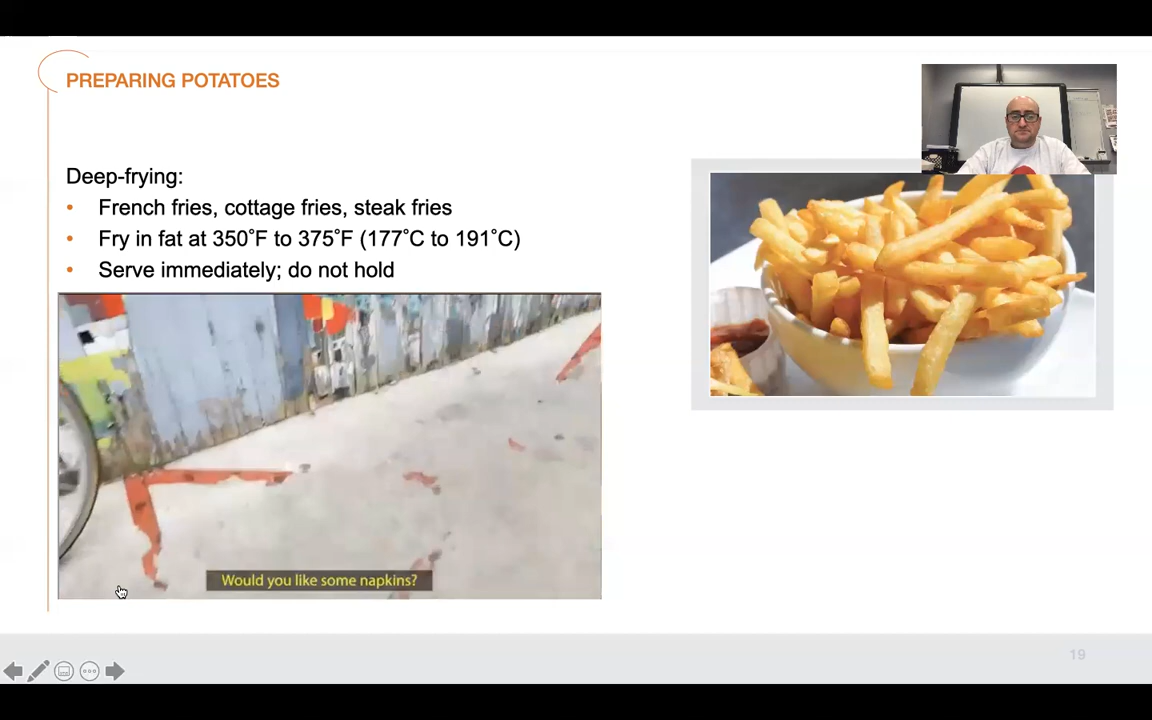 PREPARING POTATOES
Deep-frying:
• French fries, cottage fries, steak fries
• Fry in fat at 350˚F to 375˚F (177˚C to 191˚C)
• Serve immediately; do not hold
Would you like some napkins?
19